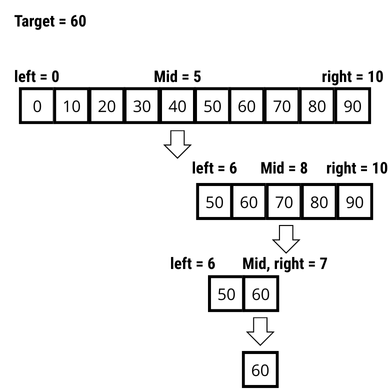 Target = 60
left = 0 Mid = 5 right = 10
0 10 20 30 40 50 60 70 80 90
left = 6 Mid = 8 right = 10
50 60 70 80 90
left = 6 Mid, right = 7
50 60
60